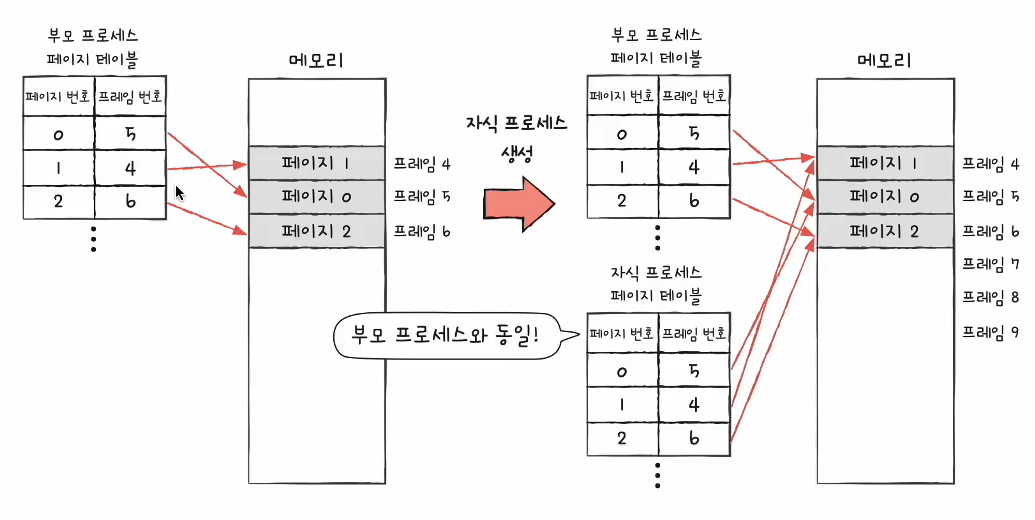 부모 프로세스
페이지 테이블
페이지 번호 프레임 번호
0 5
1 4
2 6
메모리
페이지 1 프레임 4
페이지 0 프레임 5
페이지 2 프레임 6
자식 프로세스
생성
부모 프로세스
페이지 테이블
페이지 번호 프레임 번호
0 5
1 4
2 6
자식 프로세스
페이지 테이블
부모 프로세스와 동일!
페이지 번호 프레임 번호
0 5
1 4
2 6
메모리
페이지 1 프레임 4
페이지 0 프레임 5
페이지 2 프레임 6
프레임 7
프레임 8
프레임 9